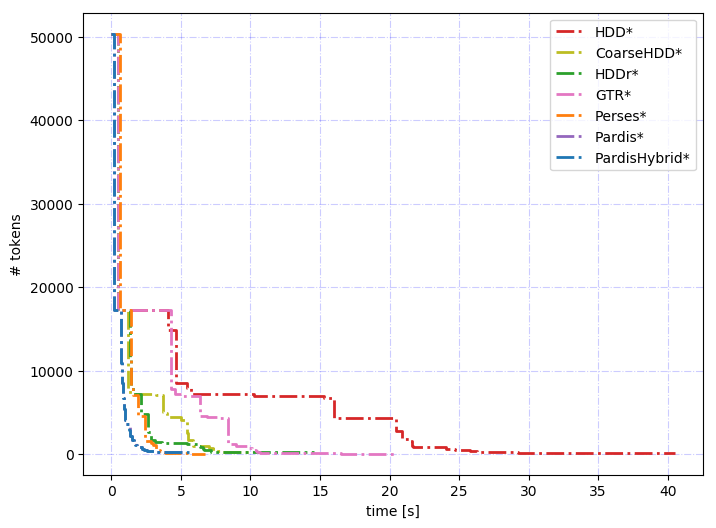 50000
40000
30000
20000
10000
0
# tokens
0 5 10 15 20 25 30 35 40
time [s]
HDD*
CoarseHDD*
HDDr*
GTR*
Perses*
Pardis*
PardisHybrid*